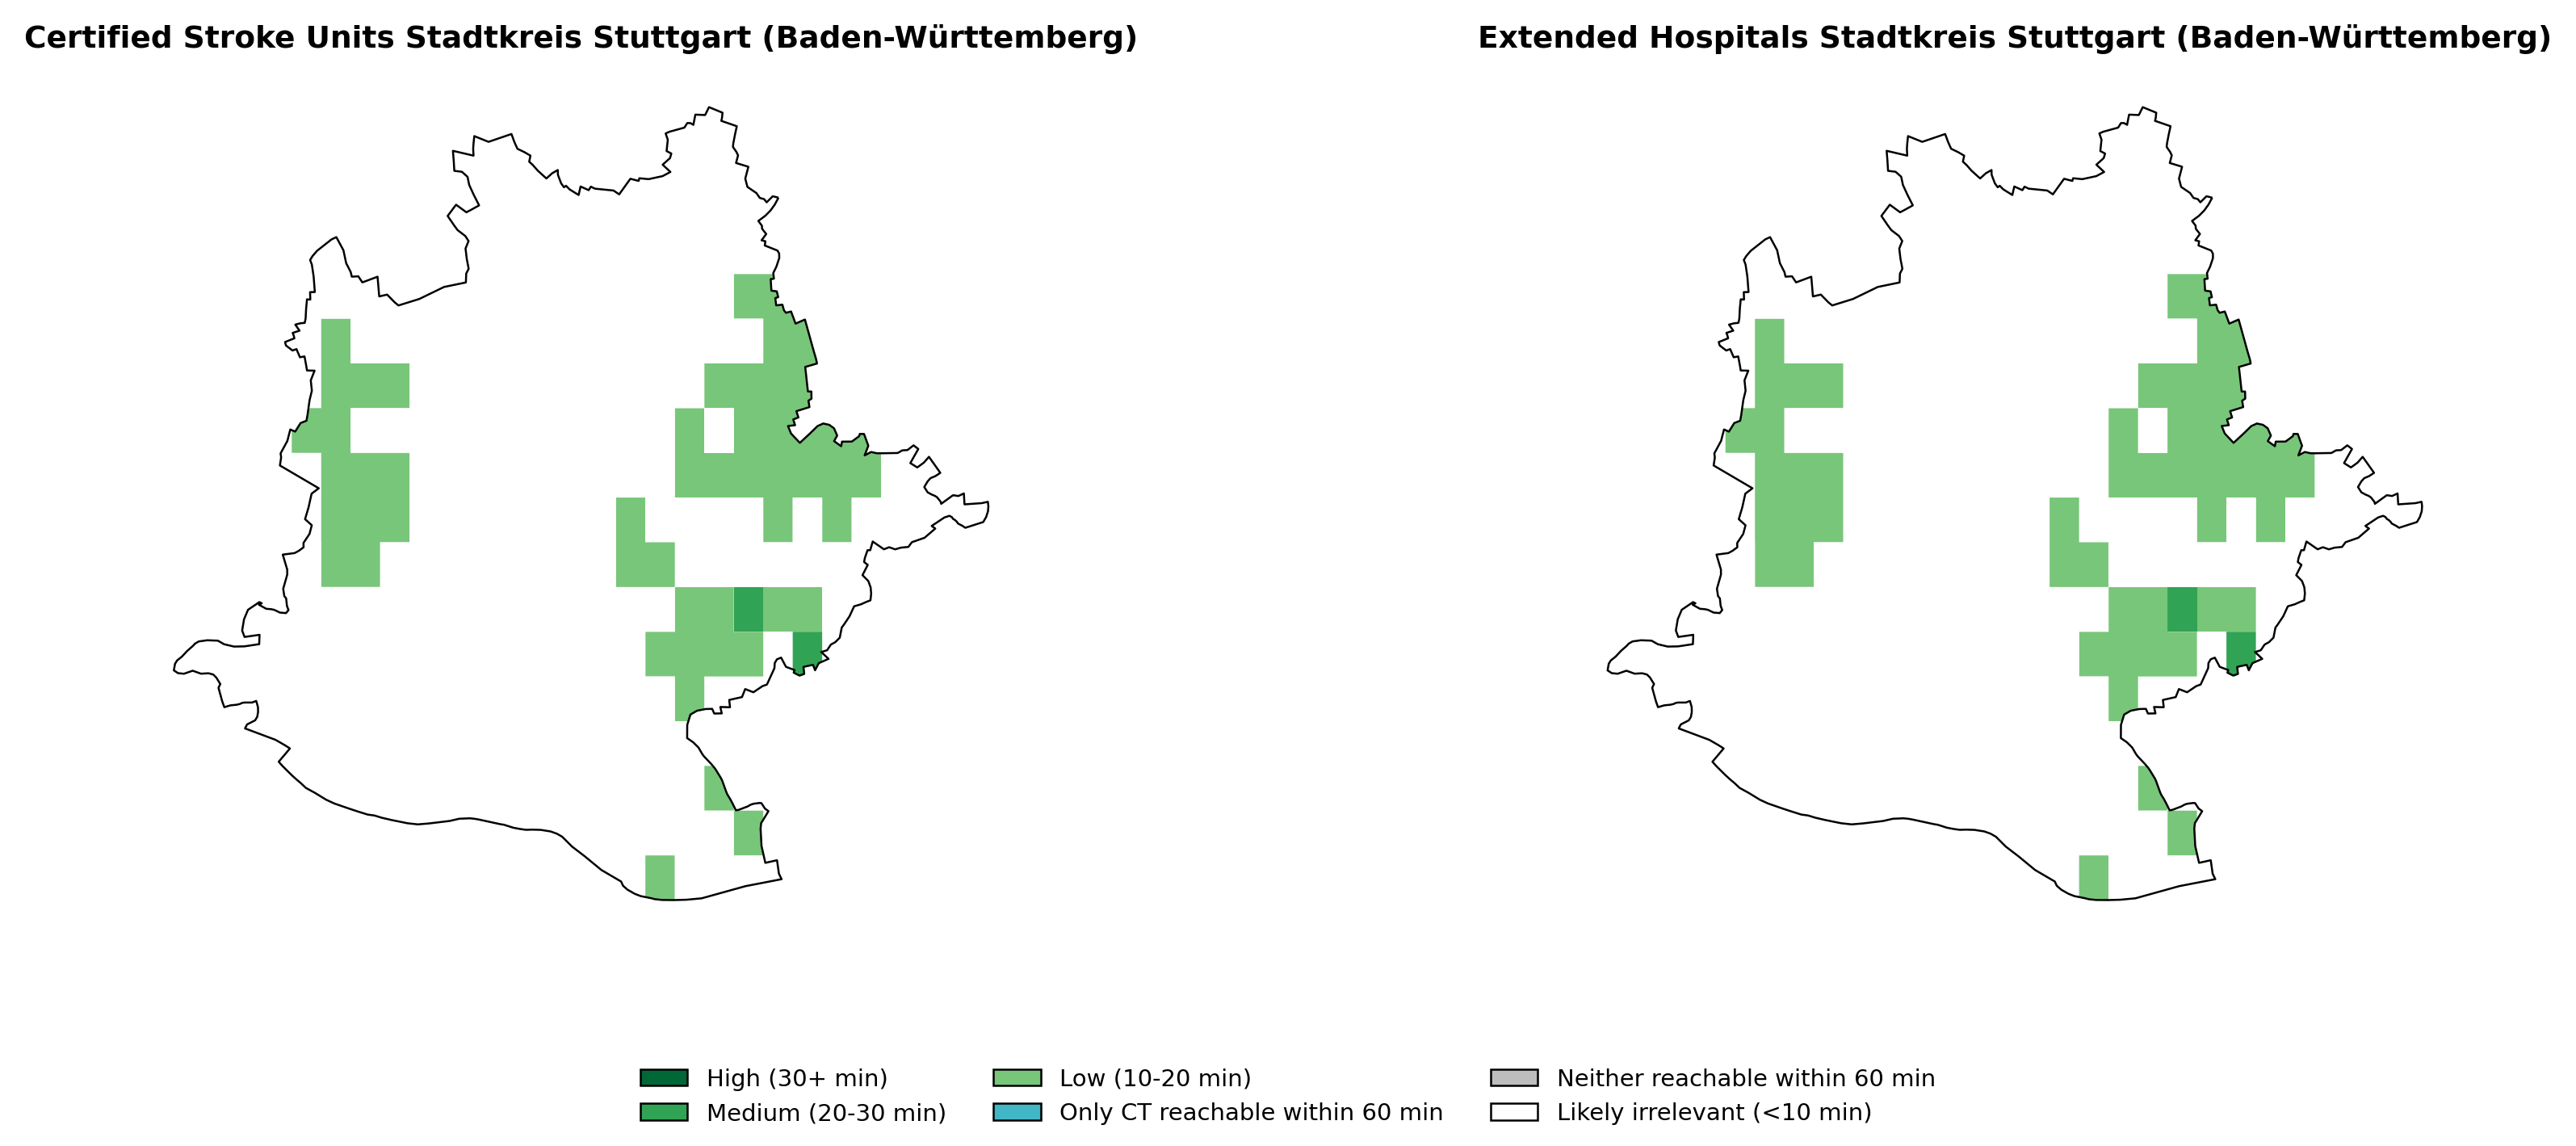 Certified Stroke Units Stadtkreis Stuttgart (Baden-Württemberg)
Extended Hospitals Stadtkreis Stuttgart (Baden-Württemberg)
High (30+ min)
Medium (20-30 min)
Low (10-20 min)
Only CT reachable within 60 min
Neither reachable within 60 min
Likely irrelevant (<10 min)